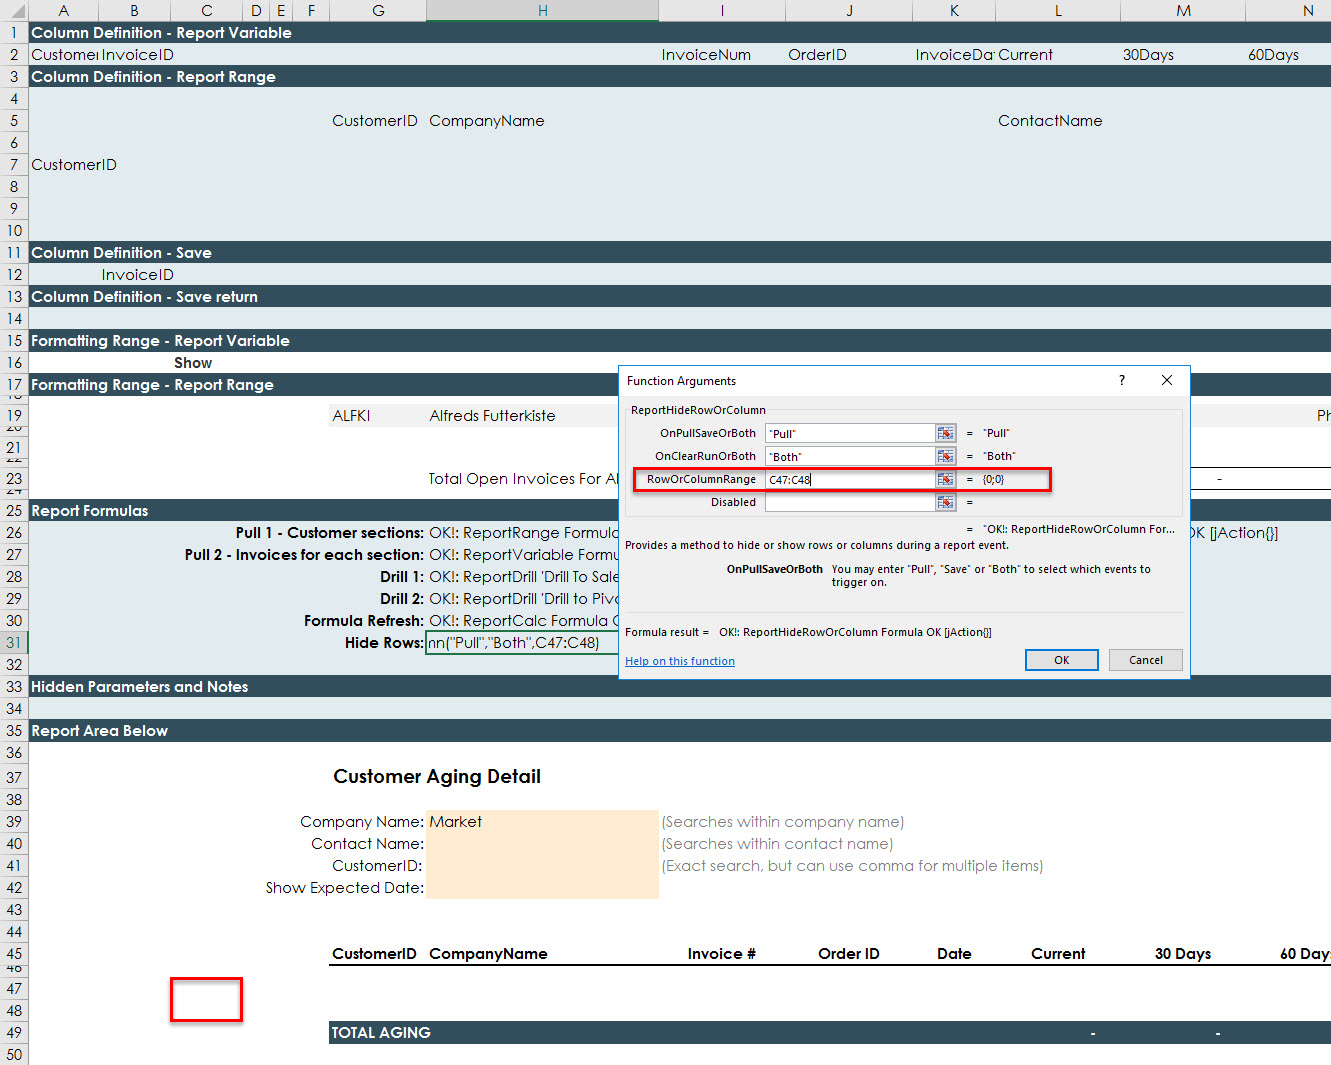 A B C D E F G H I J K L M N
1 Column Definition - Report Variable
2 Customer InvoiceID InvoiceNum OrderID InvoiceDa Current 30Days 60Days
3 Column Definition - Report Range
4
5 CustomerID CompanyName ContactName
6
7 CustomerID
8
9
10
11 Column Definition - Save
12 InvoiceID
13 Column Definition - Save return
14
15 Formatting Range - Report Variable
16 Show
17 Formatting Range - Report Range
18
19 ALFKI Alfreds Futterkiste Ph
20
21
22
23 Total Open Invoices For Al -
24
25 Report Formulas
26 Pull 1 - Customer sections: OK!: ReportRange Formula OK [jAction{}]
27 Pull 2 - Invoices for each section: OK!: ReportVariable Formu
28 Drill 1: OK!: ReportDrill 'Drill To Sale
29 Drill 2: OK!: ReportDrill 'Drill to Pivo
30 Formula Refresh: OK!: ReportCalc Formula O
31 Hide Rows: nn("Pull","Both",C47:C48)
32
33 Hidden Parameters and Notes
34
35 Report Area Below
36
37 Customer Aging Detail
38
39 Company Name: Market (Searches within company name)
40 Contact Name: (Searches within contact name)
41 CustomerID: (Exact search, but can use comma for multiple items)
42 Show Expected Date:
43
44
45 CustomerID CompanyName Invoice # Order ID Date Current 30 Days 60 Days
46
47
48
49 TOTAL AGING - -
50
Function Arguments ?
ReportHideRowOrColumn
OnPullSaveOrBoth "Pull" = "Pull"
OnClearRunOrBoth "Both" = "Both"
RowOrColumnRange C47:C48 = {0;0}
Disabled =
= "OK!: ReportHideRowOrColumn For...
Provides a method to hide or show rows or columns during a report event.
OnPullSaveOrBoth You may enter "Pull", "Save" or "Both" to select which events to
trigger on.
Formula result = OK!: ReportHideRowOrColumn Formula OK [jAction{}]
Help on this function OK Cancel